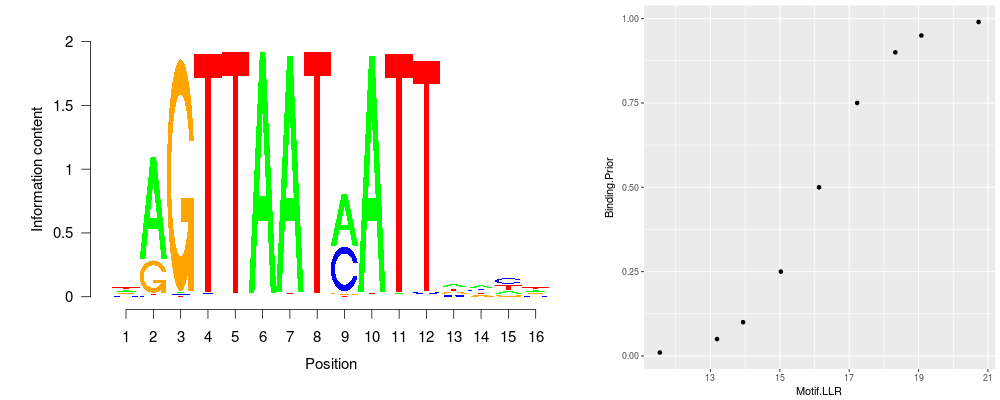 2
1.5
1
0.5
0
Information content
AGTTAATAATT
GC
1 2 3 4 5 6 7 8 9 10 11 12 13 14 15 16
Position
1.00
0.75
0.50
0.25
0.00
Binding.Prior
13 15 17 19 21
Motif.LLR